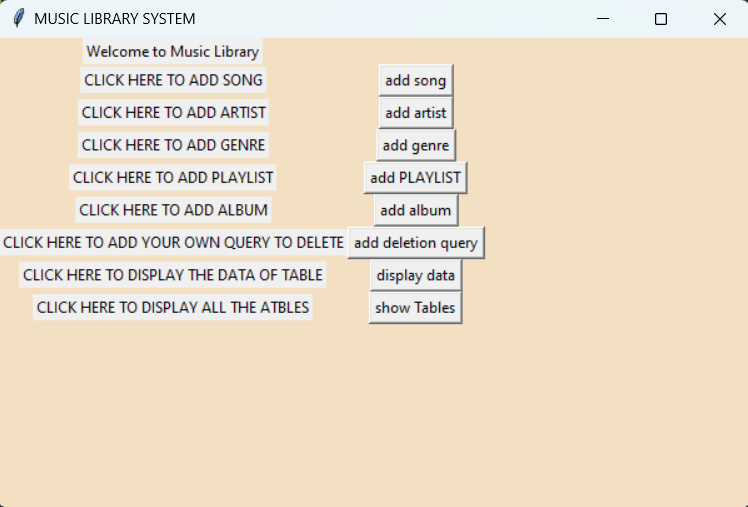 MUSIC LIBRARY SYSTEM
Welcome to Music Library
CLICK HERE TO ADD SONG add song
CLICK HERE TO ADD ARTIST add artist
CLICK HERE TO ADD GENRE add genre
CLICK HERE TO ADD PLAYLIST add PLAYLIST
CLICK HERE TO ADD ALBUM add album
CLICK HERE TO ADD YOUR OWN QUERY TO DELETE add deletion query
CLICK HERE TO DISPLAY THE DATA OF TABLE display data
CLICK HERE TO DISPLAY ALL THE ATBLES show Tables